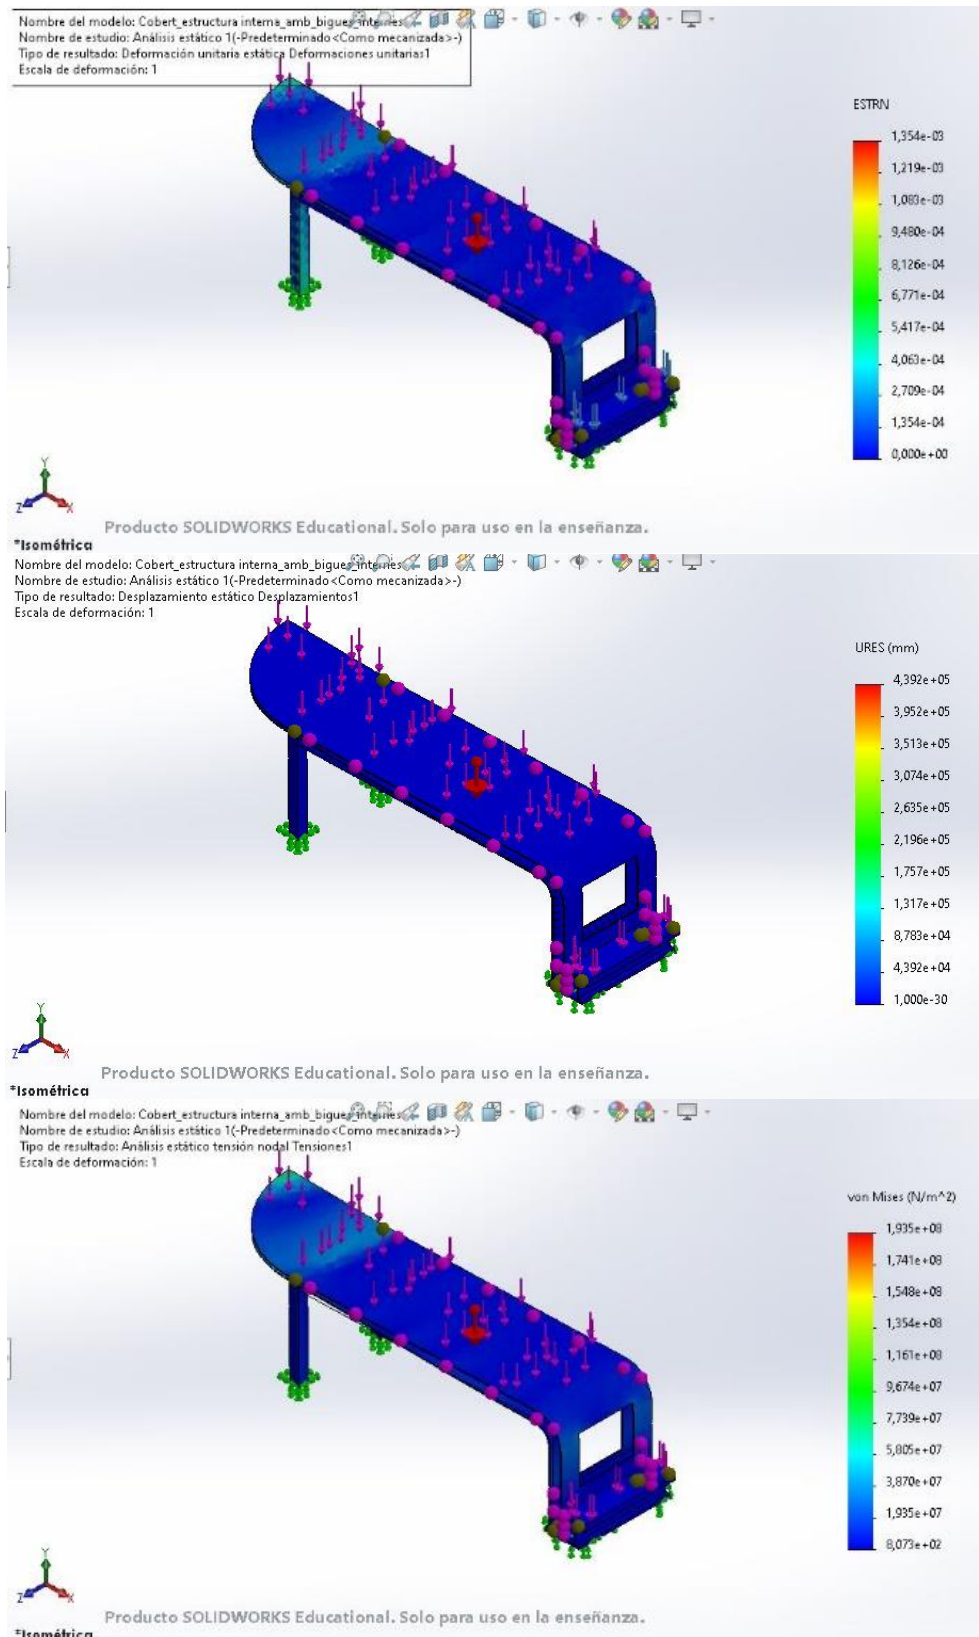 Nombre del modelo: Cobert_estructura interna_amb_bigues_internes
Nombre de estudio: Análisis estático 1(-Predeterminado<Como mecanizada>-)
Tipo de resultado: Deformación unitaria estática Deformaciones unitarias1
Escala de deformación: 1
ESTRN
1,354e-03
1,219e-03
1,083e-03
9,480e-04
8,126e-04
6,771e-04
5,417e-04
4,063e-04
2,709e-04
1,354e-04
0,000e+00
Y
Z
X
Producto SOLIDWORKS Educational. Solo para uso en la enseñanza.
*Isométrica
Nombre del modelo: Cobert_estructura interna_amb_bigues_internes
Nombre de estudio: Análisis estático 1(-Predeterminado<Como mecanizada>-)
Tipo de resultado: Desplazamiento estático Desplazamientos1
Escala de deformación: 1
URES (mm)
4,392e+05
3,952e+05
3,513e+05
3,074e+05
2,635e+05
2,196e+05
1,757e+05
1,317e+05
8,783e+04
4,392e+04
1,000e-30
Y
Z
X
Producto SOLIDWORKS Educational. Solo para uso en la enseñanza.
*Isométrica
Nombre del modelo: Cobert_estructura interna_amb_bigues_internes
Nombre de estudio: Análisis estático 1(-Predeterminado<Como mecanizada>-)
Tipo de resultado: Análisis estático tensión nodal Tensiones1
Escala de deformación: 1
von Mises (N/m^2)
1,935e+08
1,741e+08
1,548e+08
1,354e+08
1,161e+08
9,674e+07
7,739e+07
5,805e+07
3,870e+07
1,935e+07
8,073e+02
Y
Z
X
Producto SOLIDWORKS Educational. Solo para uso en la enseñanza.
*Isométrica